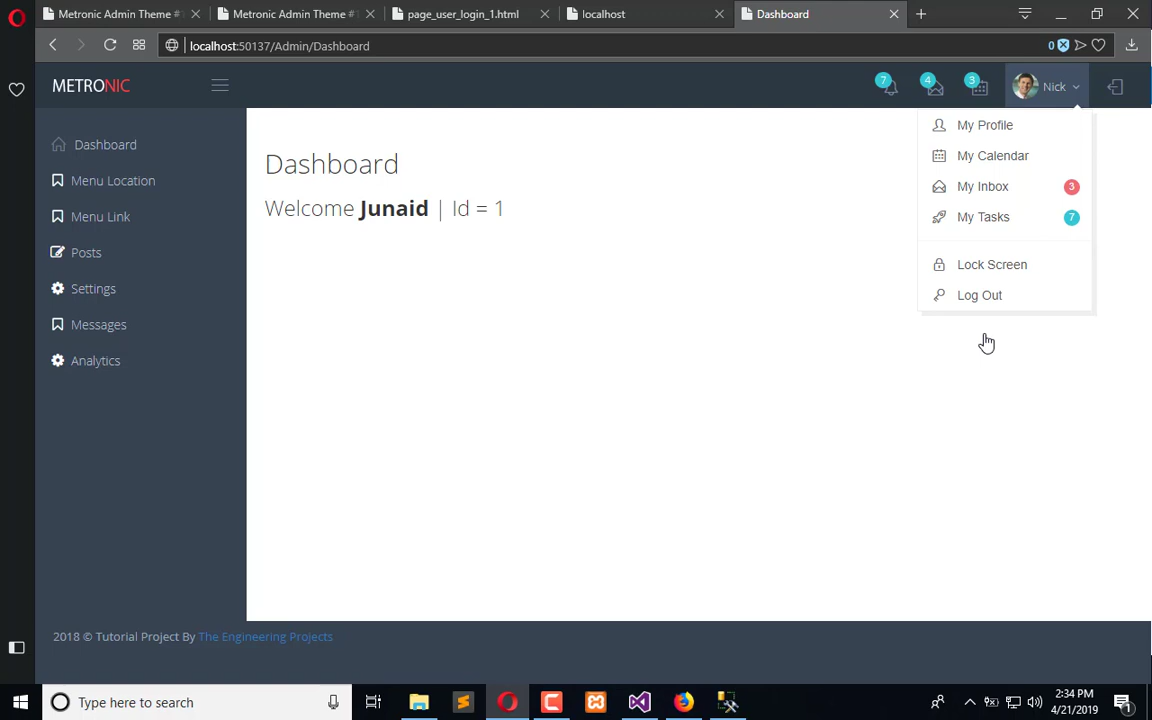 Metronic Admin Theme #
Metronic Admin Theme #
page_user_login_1.html
localhost
Dashboard
localhost:50137/Admin/Dashboard
0
METRONIC
7
4
3
Nick
Dashboard
Menu Location
Menu Link
Posts
Settings
Messages
Analytics
Dashboard
Welcome Junaid | Id = 1
My Profile
My Calendar
My Inbox
3
My Tasks
7
Lock Screen
Log Out
2018 © Tutorial Project By The Engineering Projects
Type here to search
2:34 PM
4/21/2019
1